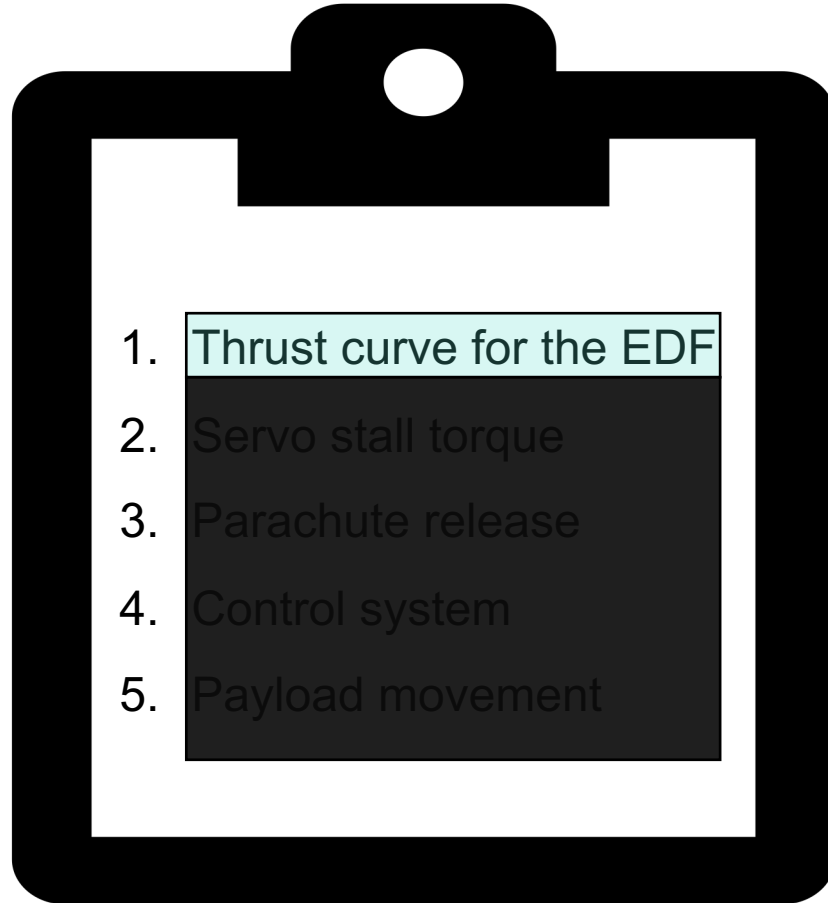 1. Thrust curve for the EDF
2. Servo stall torque
3. Parachute release
4. Control system
5. Payload movement